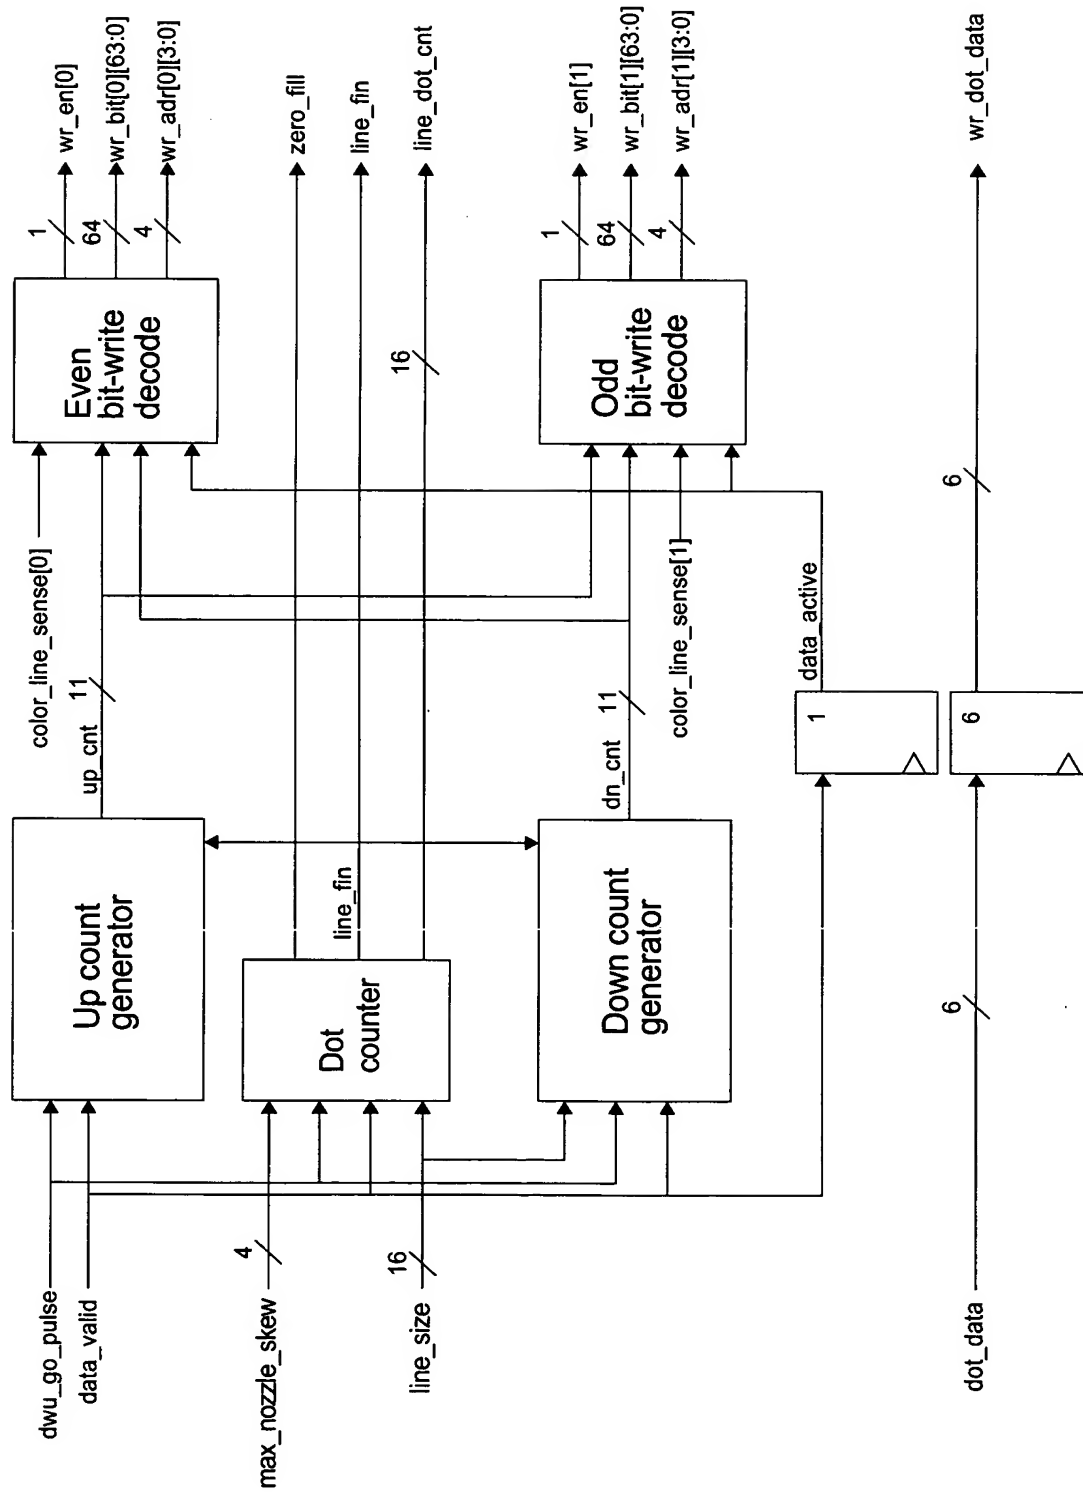 dwu_go_pulse
data_valid
max_nozzle_skew
4
line_size
16
dot_data
6
Up count
generator
Dot
counter
Down count
generator
up_cnt
11
line_fin
dn_cnt
11
1
data_active
6
color_line_sense[0]
color_line_sense[1]
Even
bit-write
decode
Odd
bit-write
decode
16
6
1
64
4
wr_en[0]
wr_bit[0][63:0]
wr_adr[0][3:0]
zero_fill
line_fin
line_dot_cnt
1
64
4
wr_en[1]
wr_bit[1][63:0]
wr_adr[1][3:0]
wr_dot_data